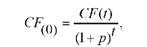 CF(0) = CF(t) / (1 + p)^t,